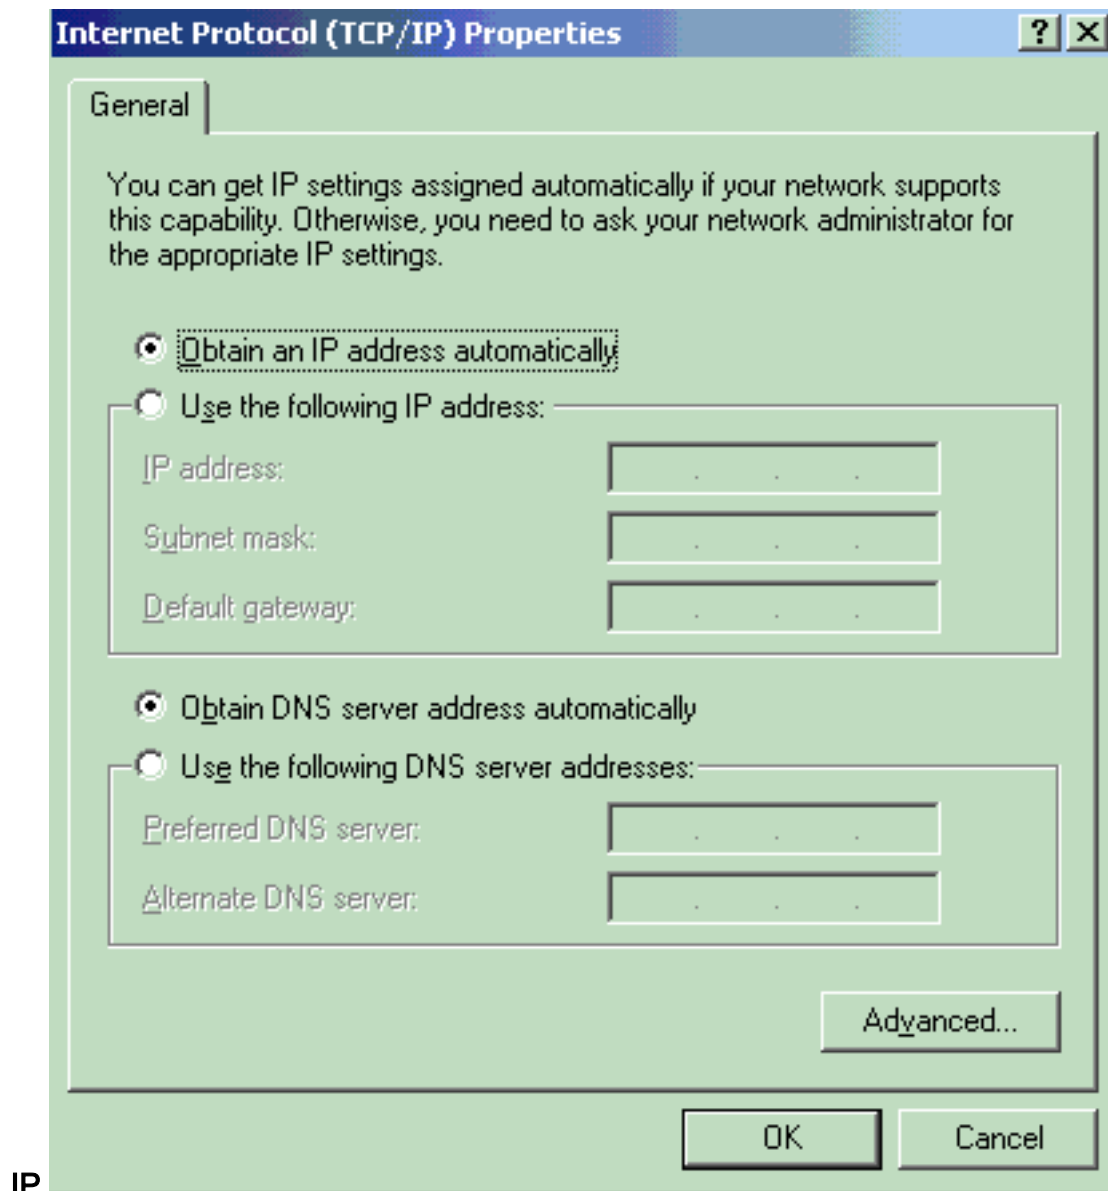 Internet Protocol (TCP/IP) Properties
General
You can get IP settings assigned automatically if your network supports
this capability. Otherwise, you need to ask your network administrator for
the appropriate IP settings.
Obtain an IP address automatically
Use the following IP address:
IP address:
Subnet mask:
Default gateway:
Obtain DNS server address automatically
Use the following DNS server addresses:
Preferred DNS server:
Alternate DNS server:
Advanced...
OK
Cancel
IP